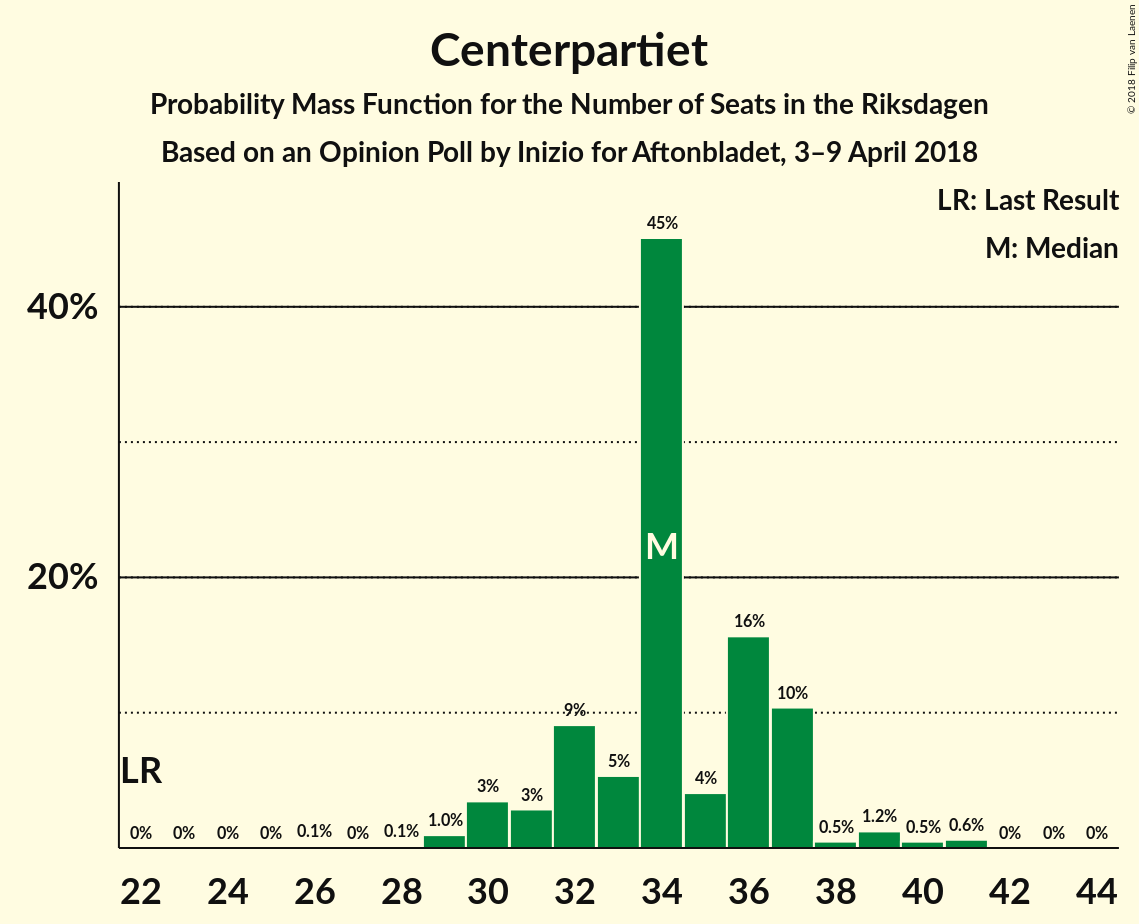 Centerpartiet
Probability Mass Function for the Number of Seats in the Riksdagen
Based on an Opinion Poll by Inizio for Aftonbladet, 3–9 April 2018
© 2018 Filip van Laenen
LR: Last Result
M: Median
40%
20%
LR
M
0% 0% 0% 0% 0.1% 0% 0.1% 1.0% 3% 3% 9% 5% 45% 4% 16% 10% 0.5% 1.2% 0.5% 0.6% 0% 0% 0%
22 24 26 28 30 32 34 36 38 40 42 44